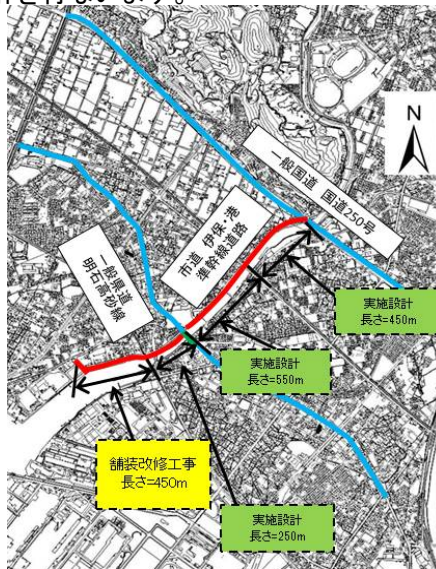 N
一般国道 国道250号
市道 伊保・港
準幹線道路
一般県道
明石高砂線
実施設計
長さ=450m
実施設計
長さ=550m
舗装改修工事
長さ=450m
実施設計
長さ=250m